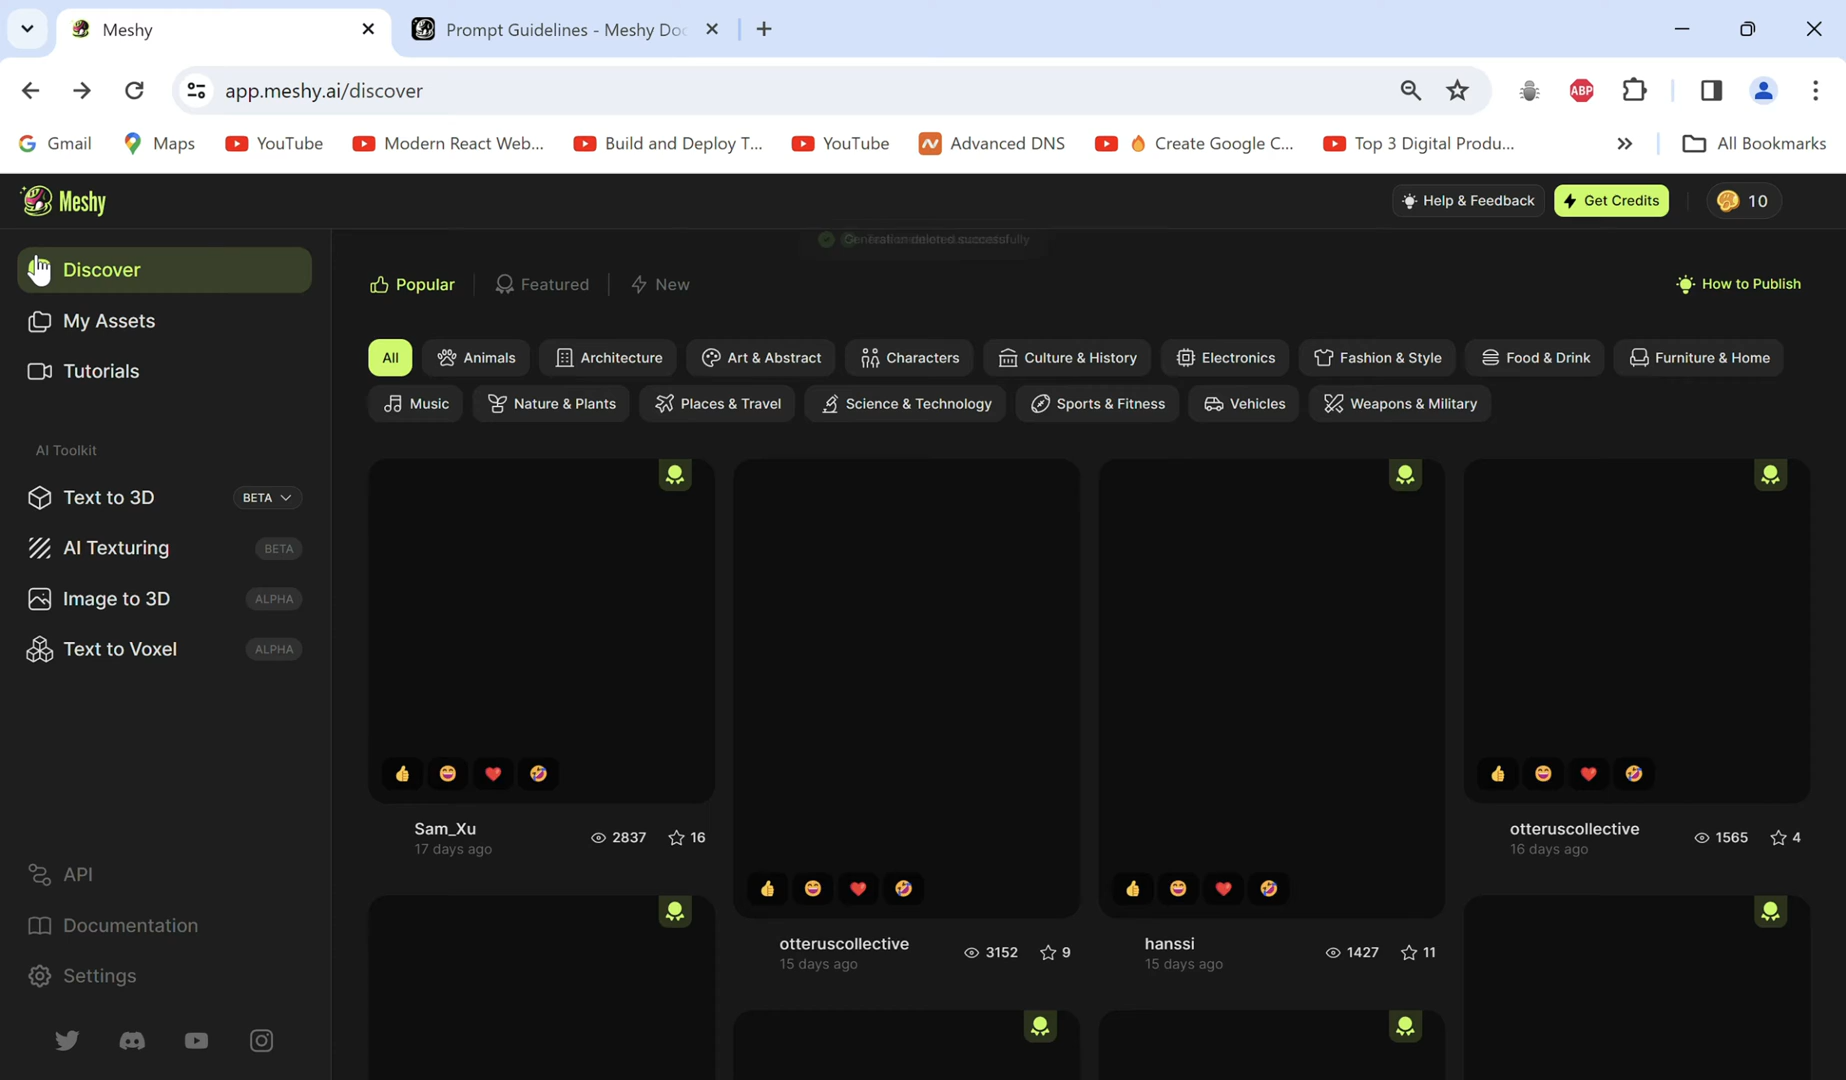 Meshy
Prompt Guidelines - Meshy Doc
app.meshy.ai/discover
ABP
Gmail
Maps
YouTube
Modern React Web...
Build and Deploy T...
YouTube
Advanced DNS
Create Google C...
Top 3 Digital Produ...
All Bookmarks
Meshy
Help & Feedback
Get Credits
10
Discover
My Assets
Tutorials
AI Toolkit
Text to 3D
BETA
AI Texturing
BETA
Image to 3D
ALPHA
Text to Voxel
ALPHA
API
Documentation
Settings
Popular
Featured
New
How to Publish
All
Animals
Architecture
Art & Abstract
Characters
Culture & History
Electronics
Fashion & Style
Food & Drink
Furniture & Home
Music
Nature & Plants
Places & Travel
Science & Technology
Sports & Fitness
Vehicles
Weapons & Military
Sam_Xu
17 days ago
2837
16
otteruscollective
15 days ago
3152
9
hanssi
15 days ago
1427
11
otteruscollective
16 days ago
1565
4